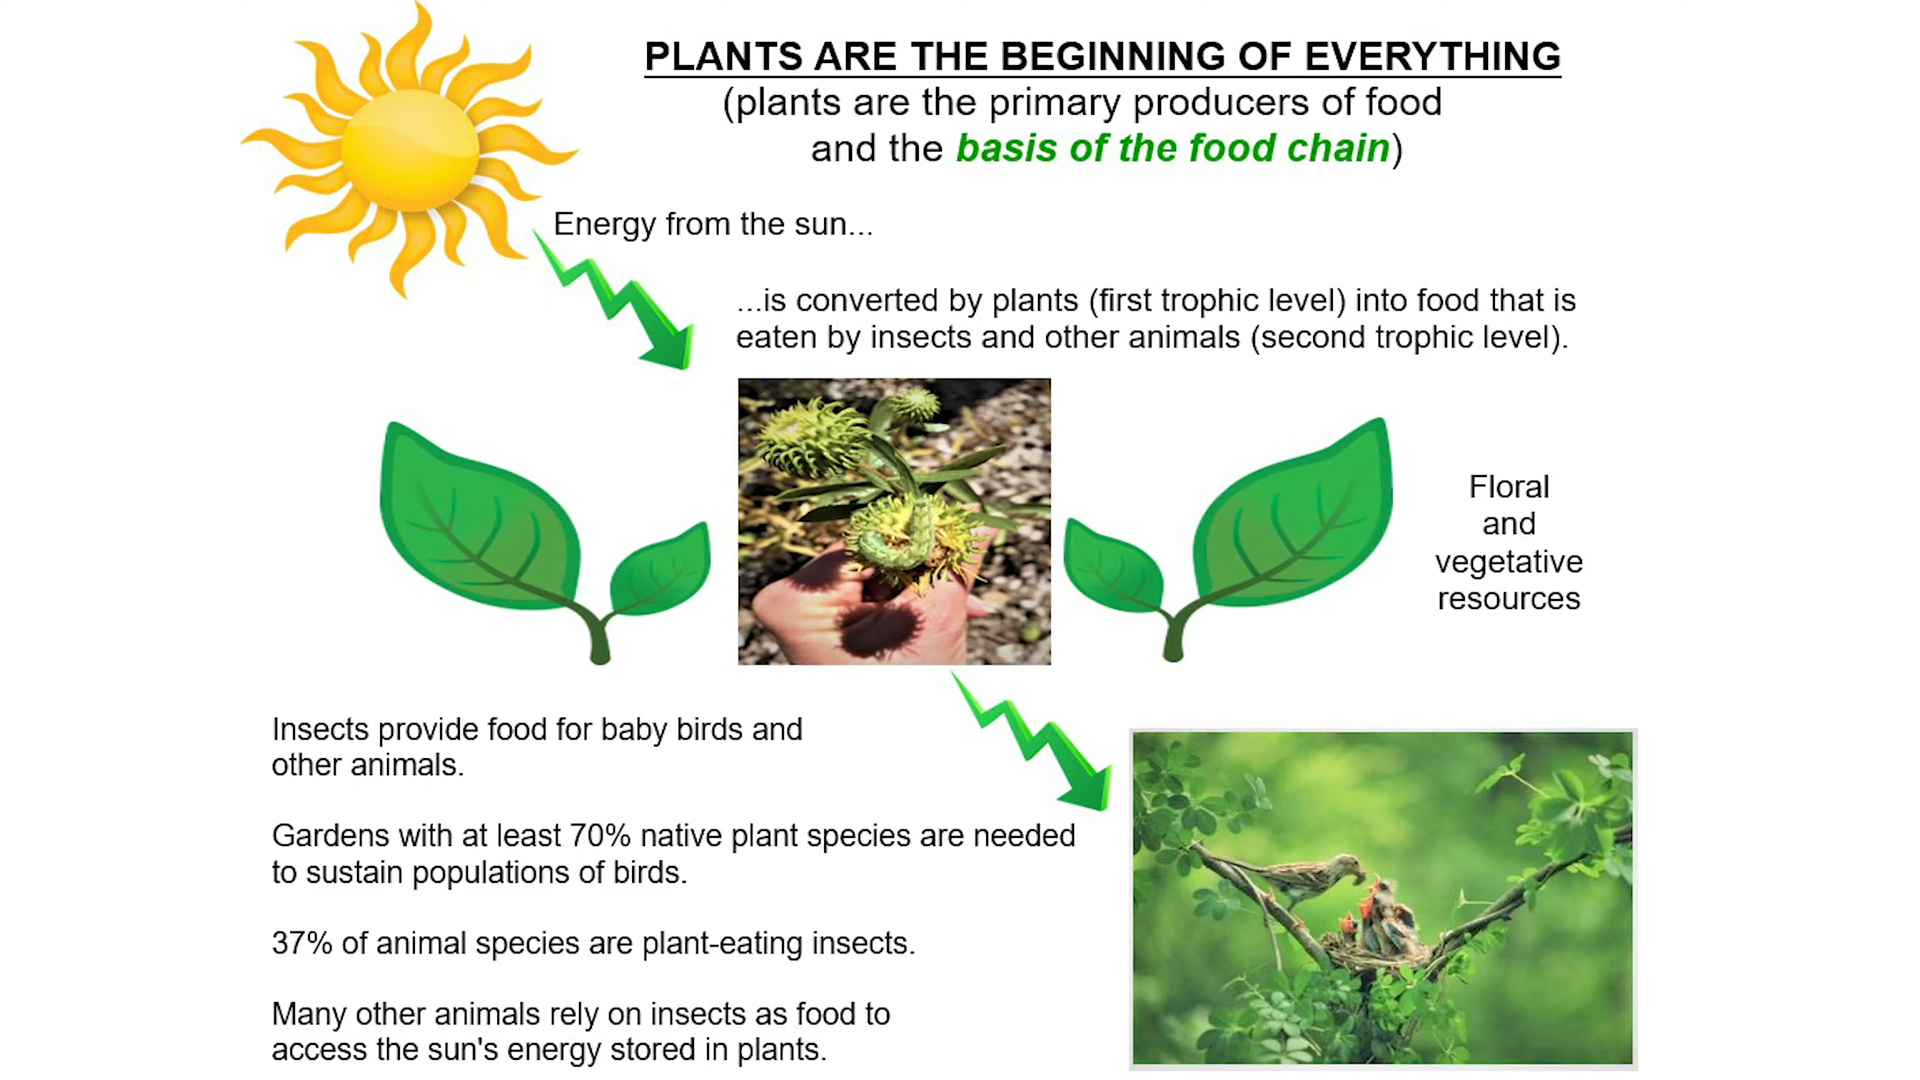 PLANTS ARE THE BEGINNING OF EVERYTHING
(plants are the primary producers of food
and the basis of the food chain)
Energy from the sun...
...is converted by plants (first trophic level) into food that is
eaten by insects and other animals (second trophic level).
Floral
and
vegetative
resources
Insects provide food for baby birds and
other animals.
Gardens with at least 70% native plant species are needed
to sustain populations of birds.
37% of animal species are plant-eating insects.
Many other animals rely on insects as food to
access the sun's energy stored in plants.